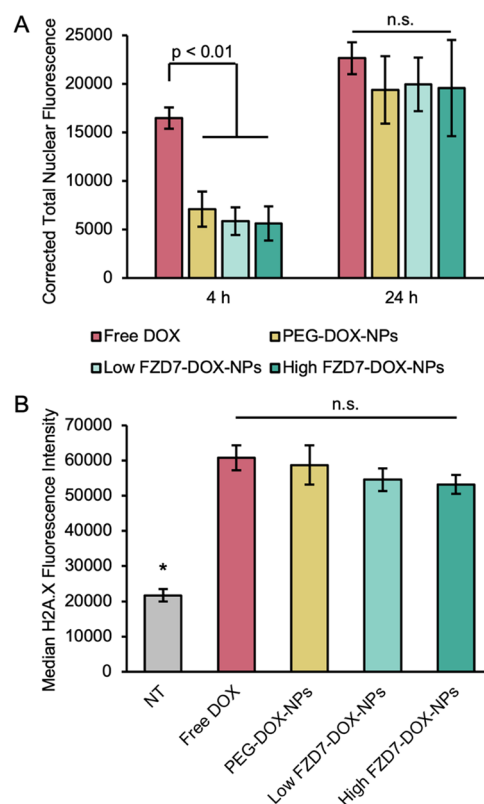 A
p < 0.01
n.s.
Corrected Total Nuclear Fluorescence
25000
20000
15000
10000
5000
0
4 h
24 h
Free DOX
PEG-DOX-NPs
Low FZD7-DOX-NPs
High FZD7-DOX-NPs
B
n.s.
Median H2A.X Fluorescence Intensity
70000
60000
50000
40000
30000
20000
10000
0
*
NT
Free DOX
PEG-DOX-NPs
Low FZD7-DOX-NPs
High FZD7-DOX-NPs